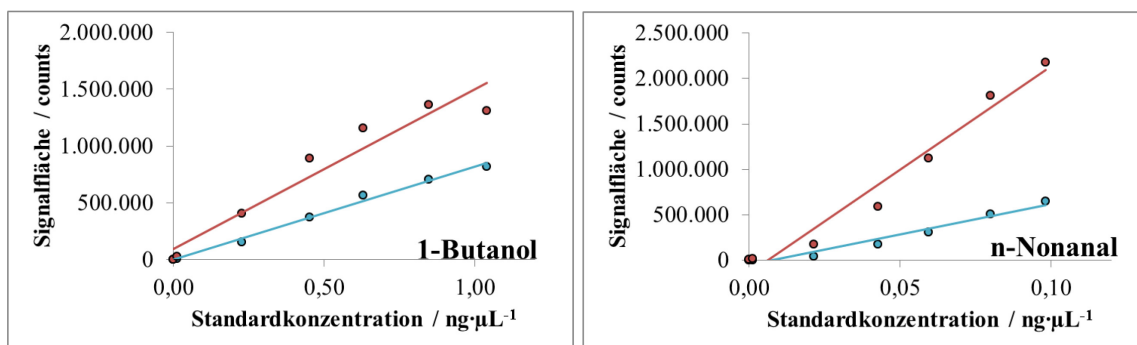 2.000.000
1.500.000
1.000.000
500.000
0
Signalfläche / counts
1-Butanol
0,00
0,50
1,00
Standardkonzentration / ng·µL⁻¹
2.500.000
2.000.000
1.500.000
1.000.000
500.000
0
Signalfläche / counts
n-Nonanal
0,00
0,05
0,10
Standardkonzentration / ng·µL⁻¹